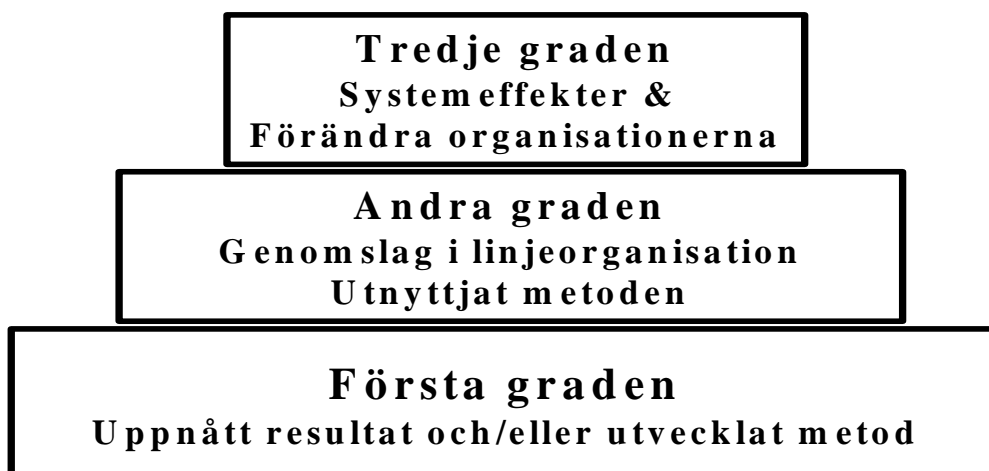 Tredje graden
Systemeffekter &
Förändra organisationerna
Andra graden
Genomslag i linjeorganisation
Utnyttjat metoden
Första graden
Uppnått resultat och/eller utvecklat metod